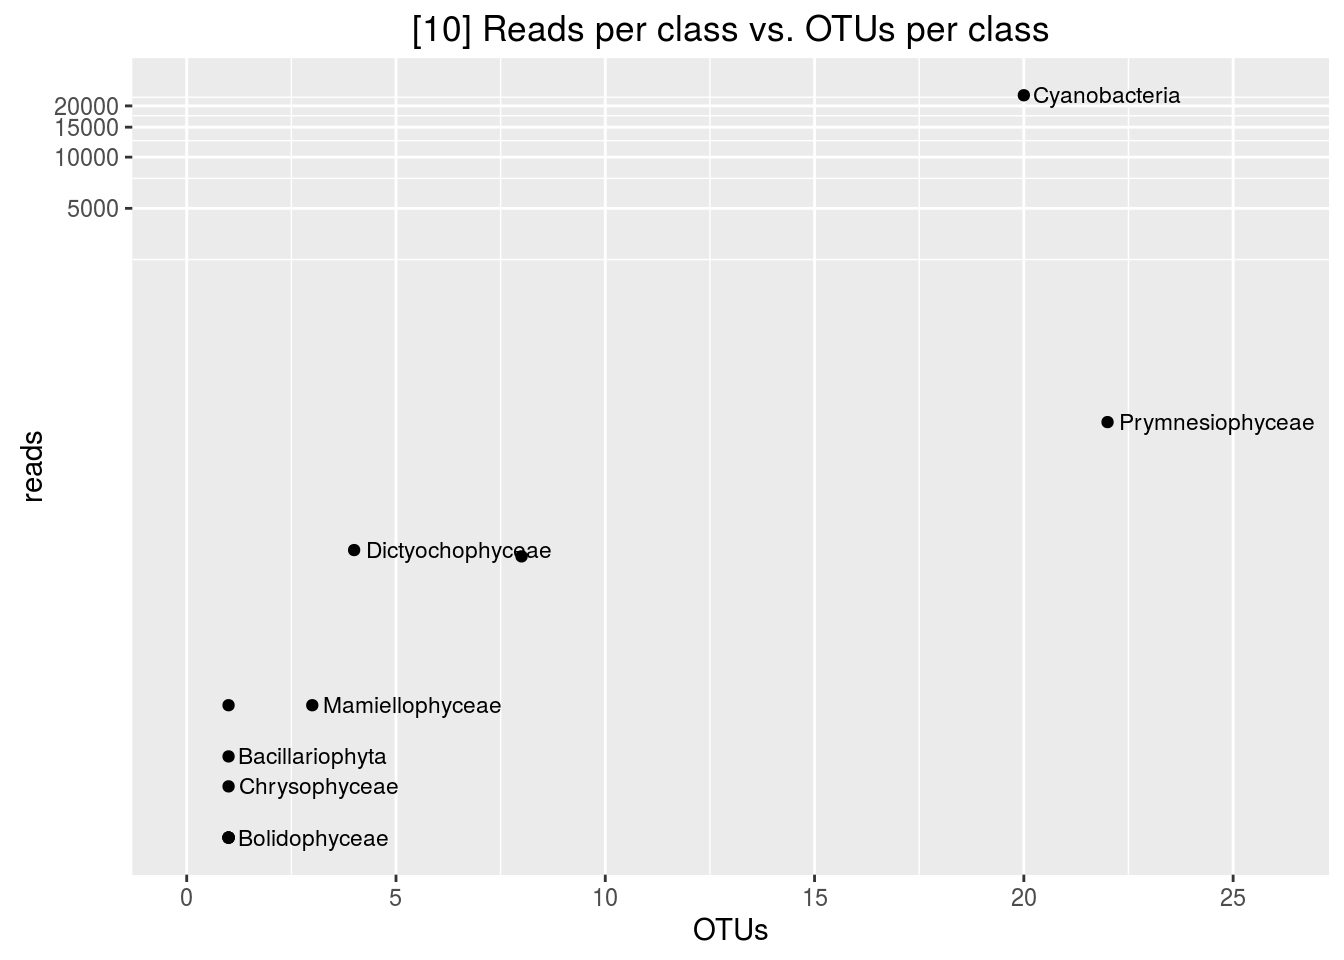 [10] Reads per class vs. OTUs per class
20000
15000
10000
5000
reads
Cyanobacteria
Prymnesiophyceae
Dictyochophyceae
Mamiellophyceae
Bacillariophyta
Chrysophyceae
Bolidophyceae
0 5 10 15 20 25
OTUs